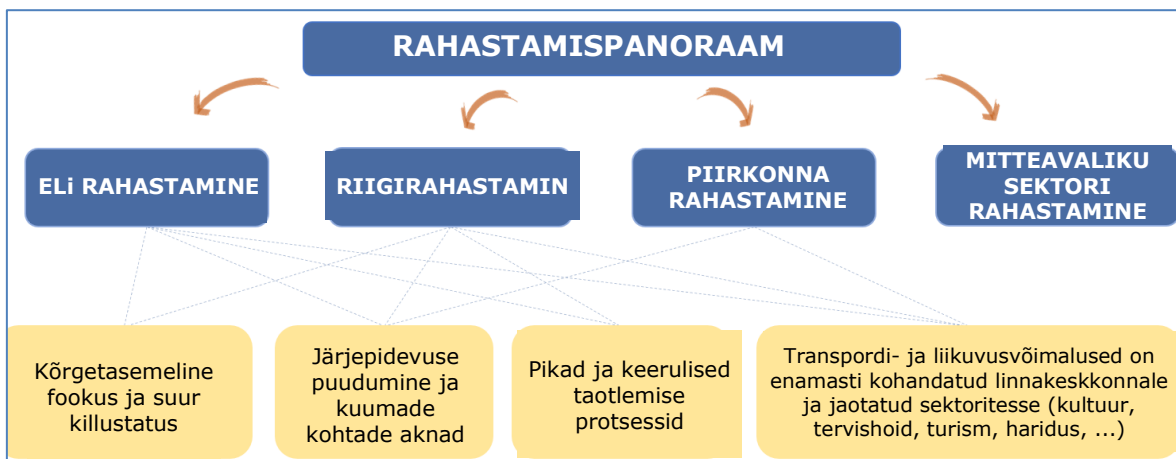 RAHASTAMISPANORAAM
ELi RAHASTAMINE
RIIGIRAHASTAMIN
PIIRKONNA
RAHASTAMINE
MITTEAVALIKU
SEKTORI
RAHASTAMINE
Kõrgetasemeline
fookus ja suur
killustatus
Järjepidevuse
puudumine ja
kuumade
kohtade aknad
Pikad ja keerulised
taotlemise
protsessid
Transpordi- ja liikuvusvõimalused on
enamasti kohandatud linnakeskkonnale
ja jaotatud sektoritesse (kultuur,
tervishoid, turism, haridus, ...)